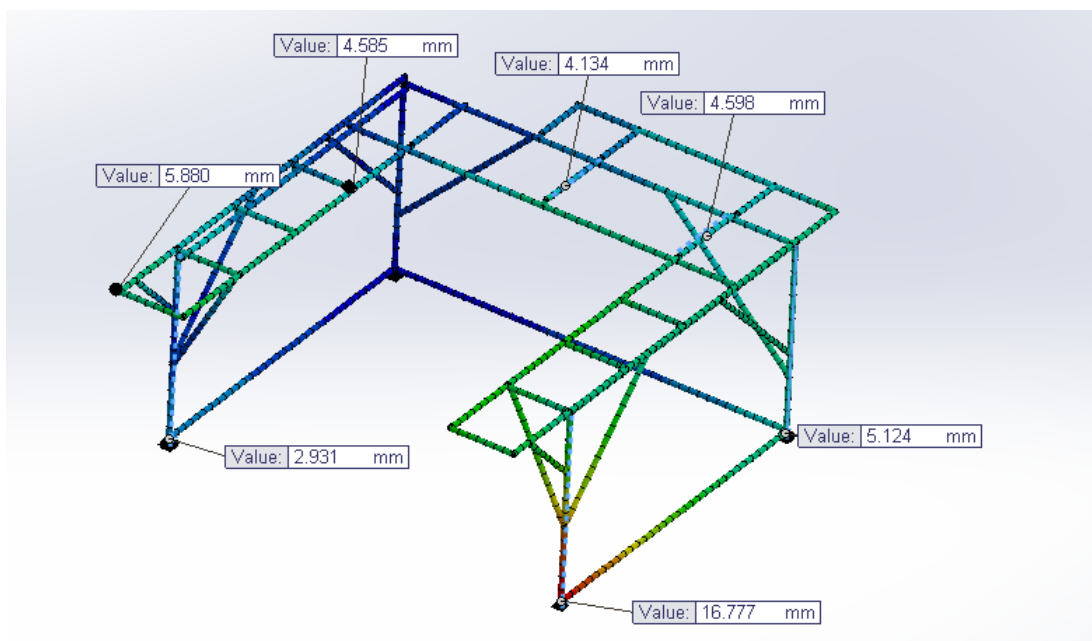 Value: 4.585 mm
Value: 4.134 mm
Value: 4.598 mm
Value: 5.880 mm
Value: 5.124 mm
Value: 2.931 mm
Value: 16.777 mm